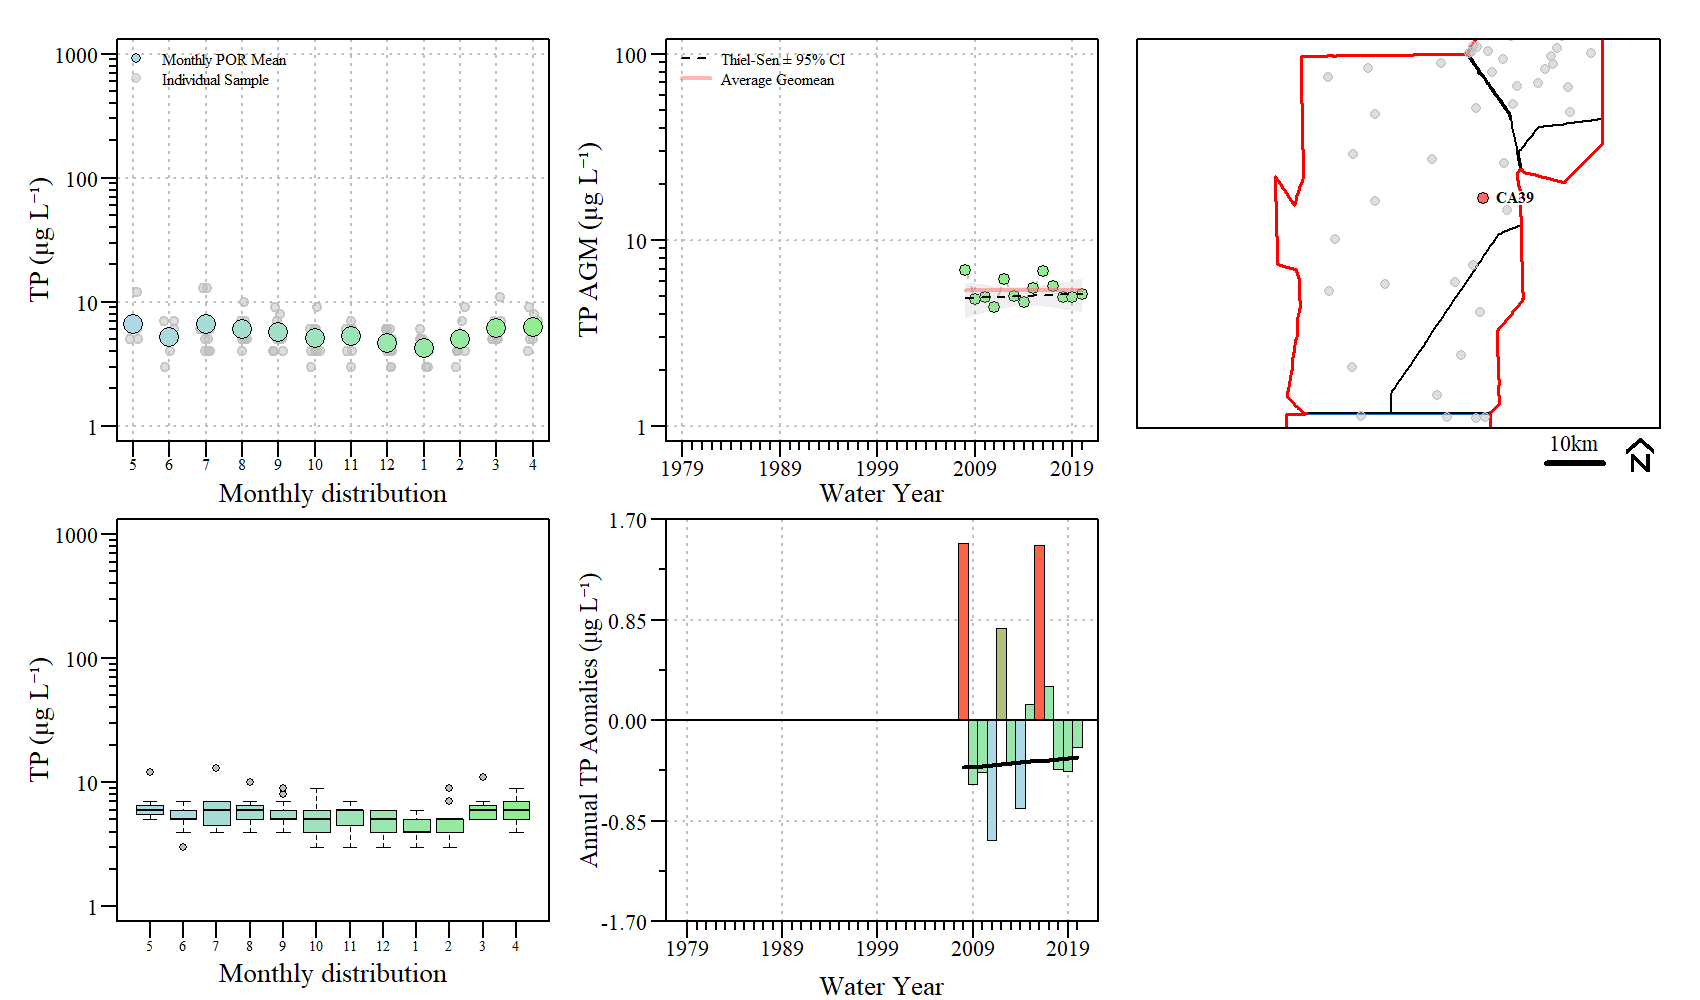 1000
100
10
1
TP (µg L⁻¹)
Monthly POR Mean
Individual Sample
5 6 7 8 9 10 11 12 1 2 3 4
Monthly distribution
100
10
1
TP AGM (µg L⁻¹)
Thiel-Sen ± 95% CI
Average Geomean
1979 1989 1999 2009 2019
Water Year
CA39
10km
N
1000
100
10
1
TP (µg L⁻¹)
5 6 7 8 9 10 11 12 1 2 3 4
Monthly distribution
1.70
0.85
0.00
-0.85
-1.70
Annual TP Aomalies (µg L⁻¹)
1979 1989 1999 2009 2019
Water Year